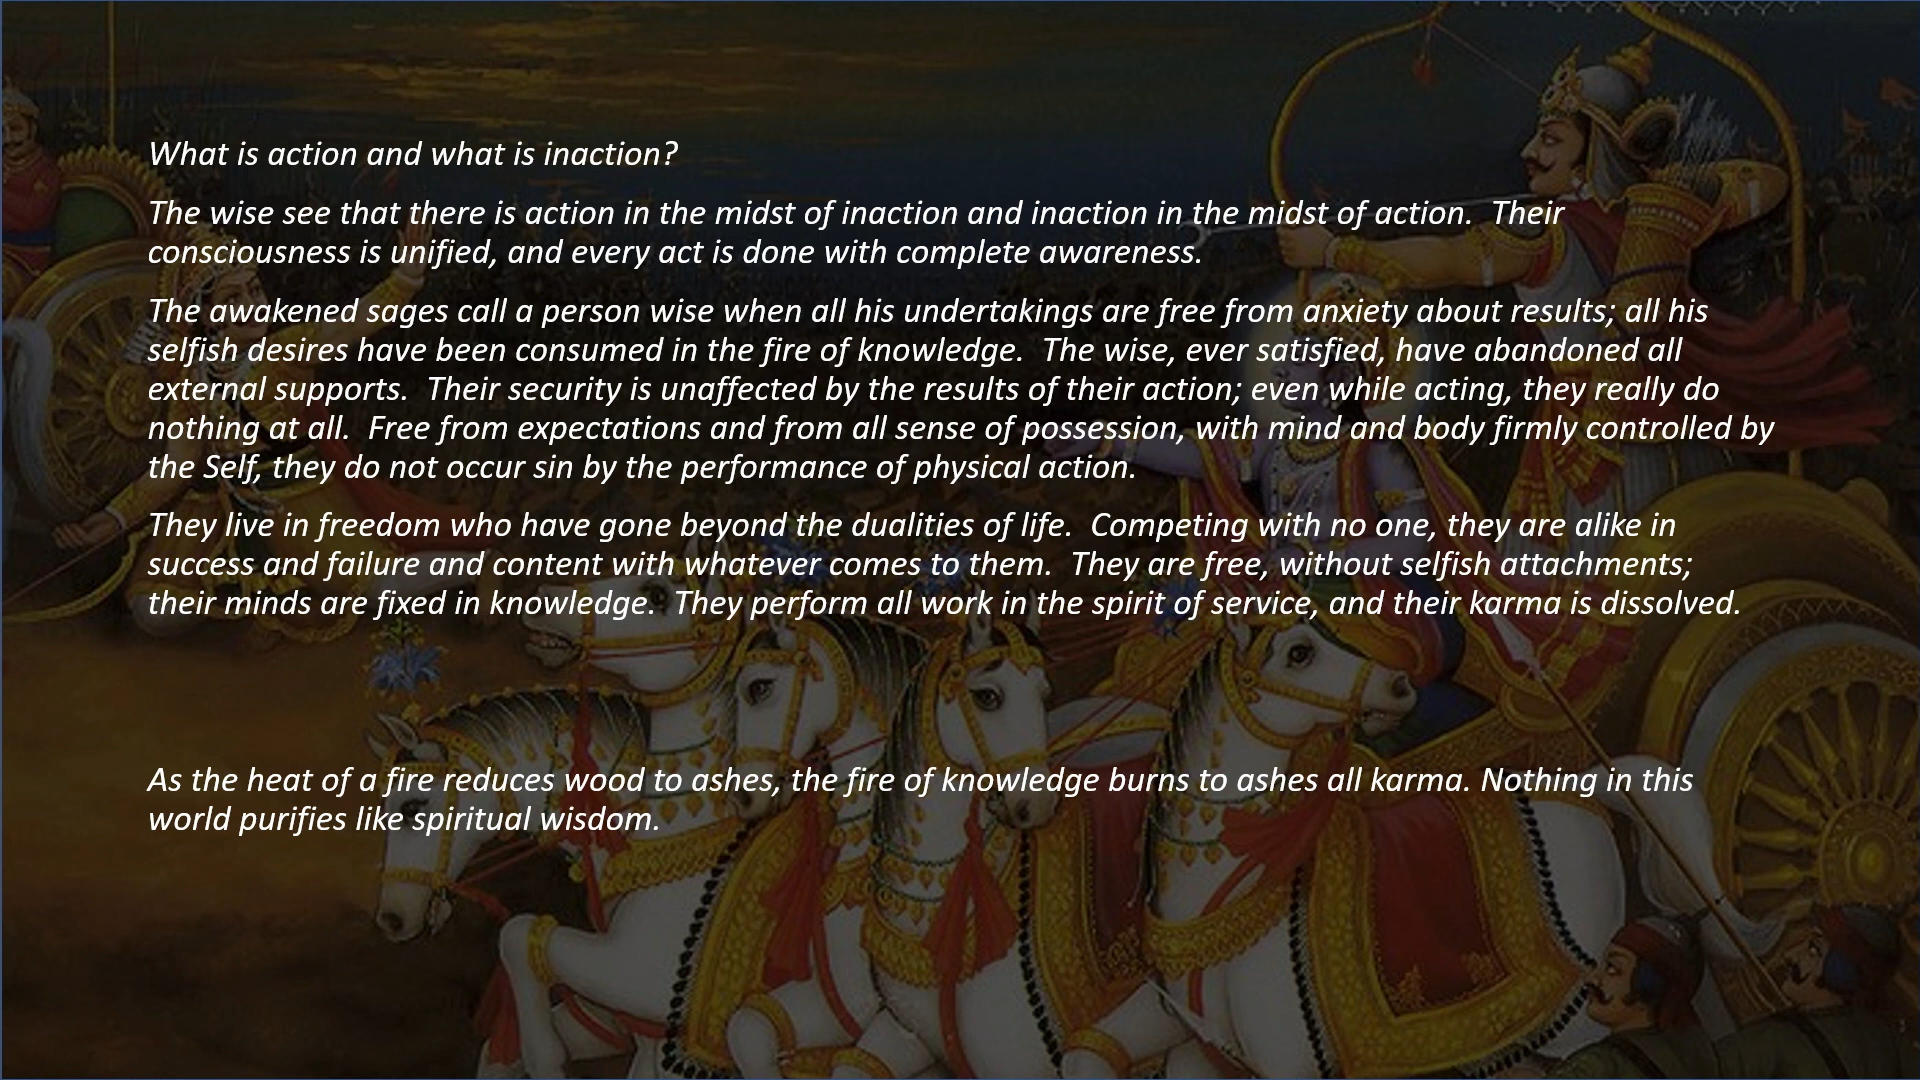 What is action and what is inaction?
The wise see that there is action in the midst of inaction and inaction in the midst of action.  Their
consciousness is unified, and every act is done with complete awareness.
The awakened sages call a person wise when all his undertakings are free from anxiety about results; all his
selfish desires have been consumed in the fire of knowledge.  The wise, ever satisfied, have abandoned all
external supports.  Their security is unaffected by the results of their action; even while acting, they really do
nothing at all.  Free from expectations and from all sense of possession, with mind and body firmly controlled by
the Self, they do not occur sin by the performance of physical action.
They live in freedom who have gone beyond the dualities of life.  Competing with no one, they are alike in
success and failure and content with whatever comes to them.  They are free, without selfish attachments;
their minds are fixed in knowledge.  They perform all work in the spirit of service, and their karma is dissolved.
As the heat of a fire reduces wood to ashes, the fire of knowledge burns to ashes all karma. Nothing in this
world purifies like spiritual wisdom.